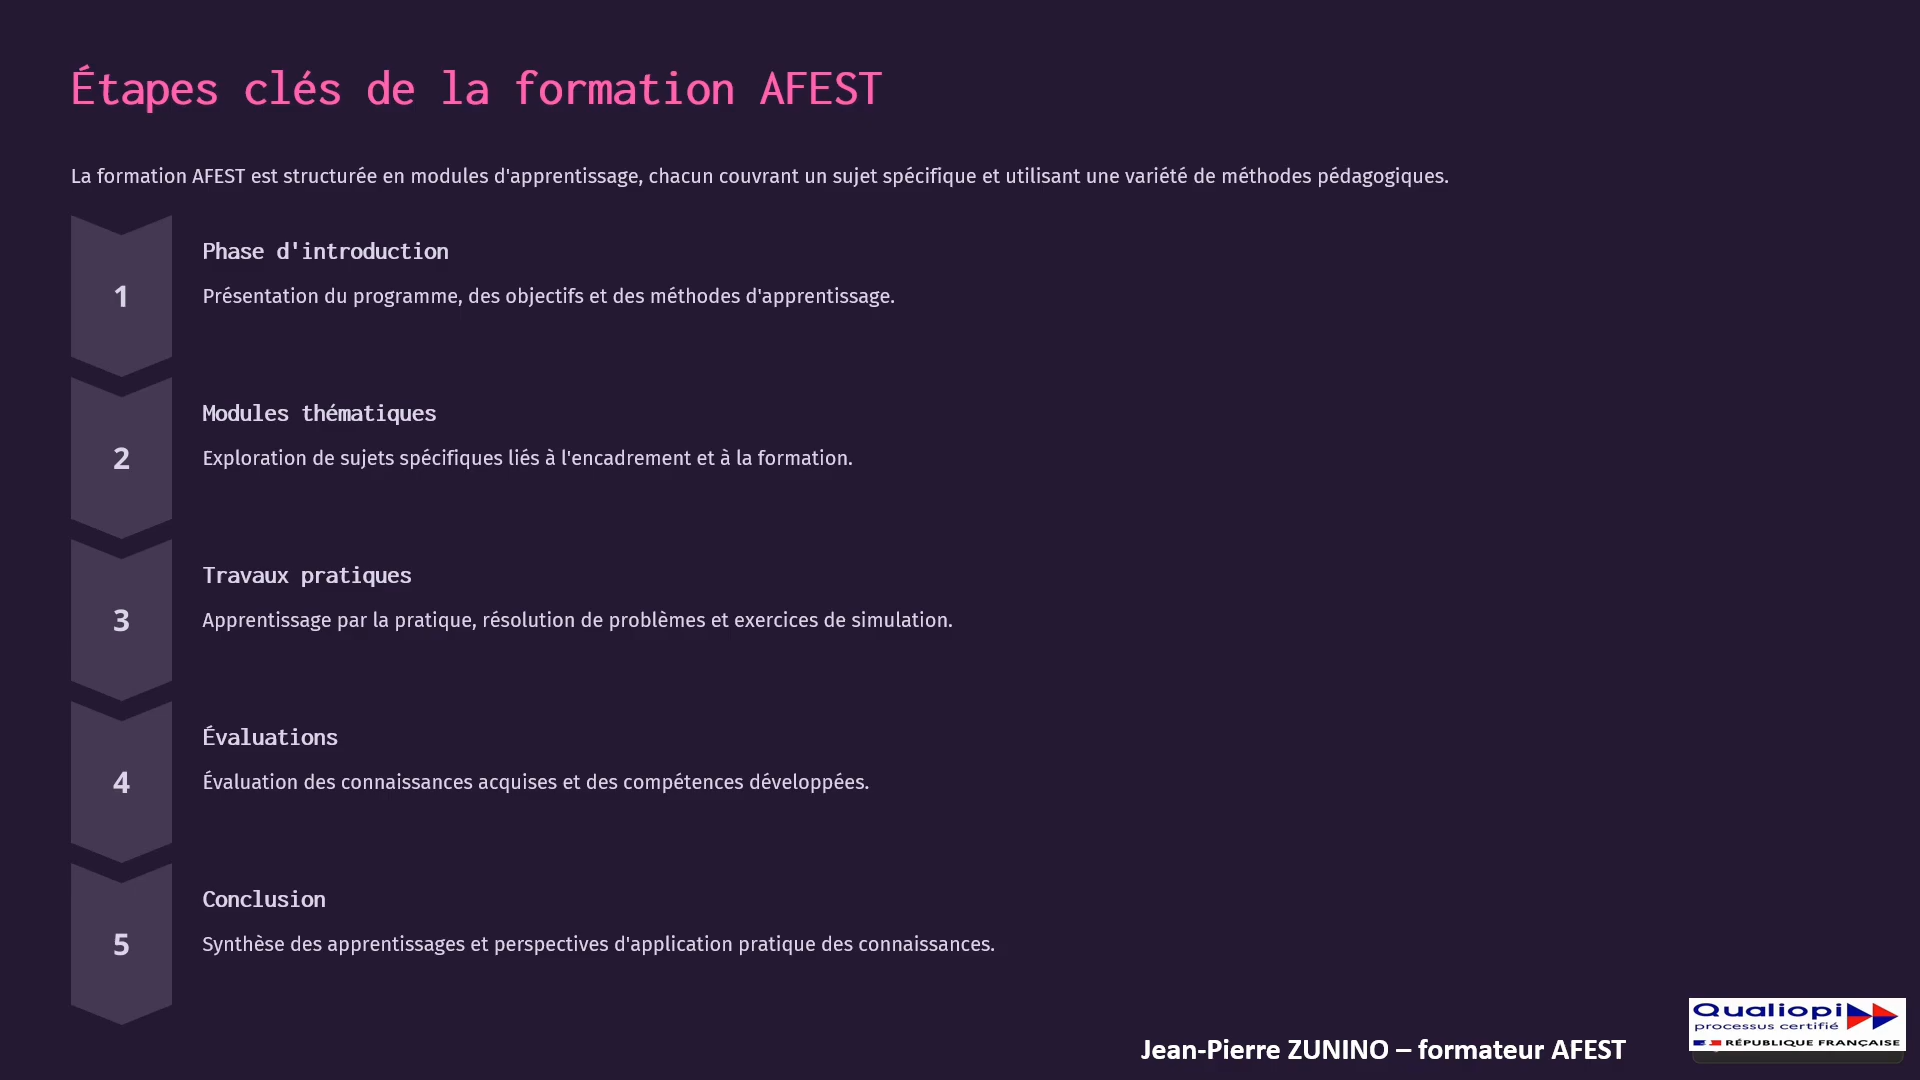 Étapes clés de la formation AFEST
La formation AFEST est structurée en modules d'apprentissage, chacun couvrant un sujet spécifique et utilisant une variété de méthodes pédagogiques.
1
Phase d'introduction
Présentation du programme, des objectifs et des méthodes d'apprentissage.
2
Modules thématiques
Exploration de sujets spécifiques liés à l'encadrement et à la formation.
3
Travaux pratiques
Apprentissage par la pratique, résolution de problèmes et exercices de simulation.
4
Évaluations
Évaluation des connaissances acquises et des compétences développées.
5
Conclusion
Synthèse des apprentissages et perspectives d'application pratique des connaissances.
Jean-Pierre ZUNINO – formateur AFEST
Qualiopi
processus certifié
RÉPUBLIQUE FRANÇAISE